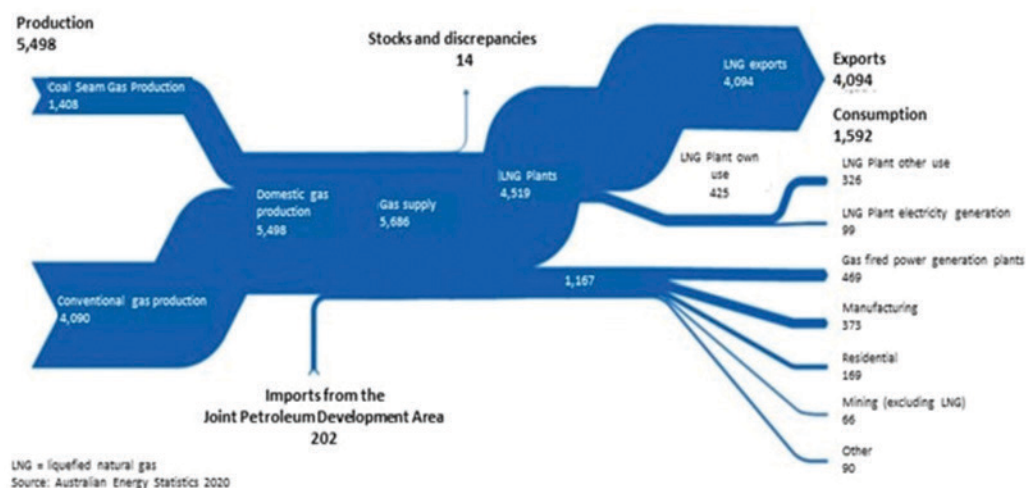 Production
5,498
Coal Seam Gas Production
1,408
Conventional gas production
4,090
Domestic gas
production
5,498
Imports from the
Joint Petroleum Development Area
202
Stocks and discrepancies
14
Gas supply
5,686
LNG Plants
4,519
1,167
LNG exports
4,094
Exports
4,094
Consumption
1,592
LNG Plant own
use
425
LNG Plant other use
326
LNG Plant electricity generation
99
Gas fired power generation plants
469
Manufacturing
373
Residential
169
Mining (excluding LNG)
66
Other
90
LNG = liquefied natural gas
Source: Australian Energy Statistics 2020